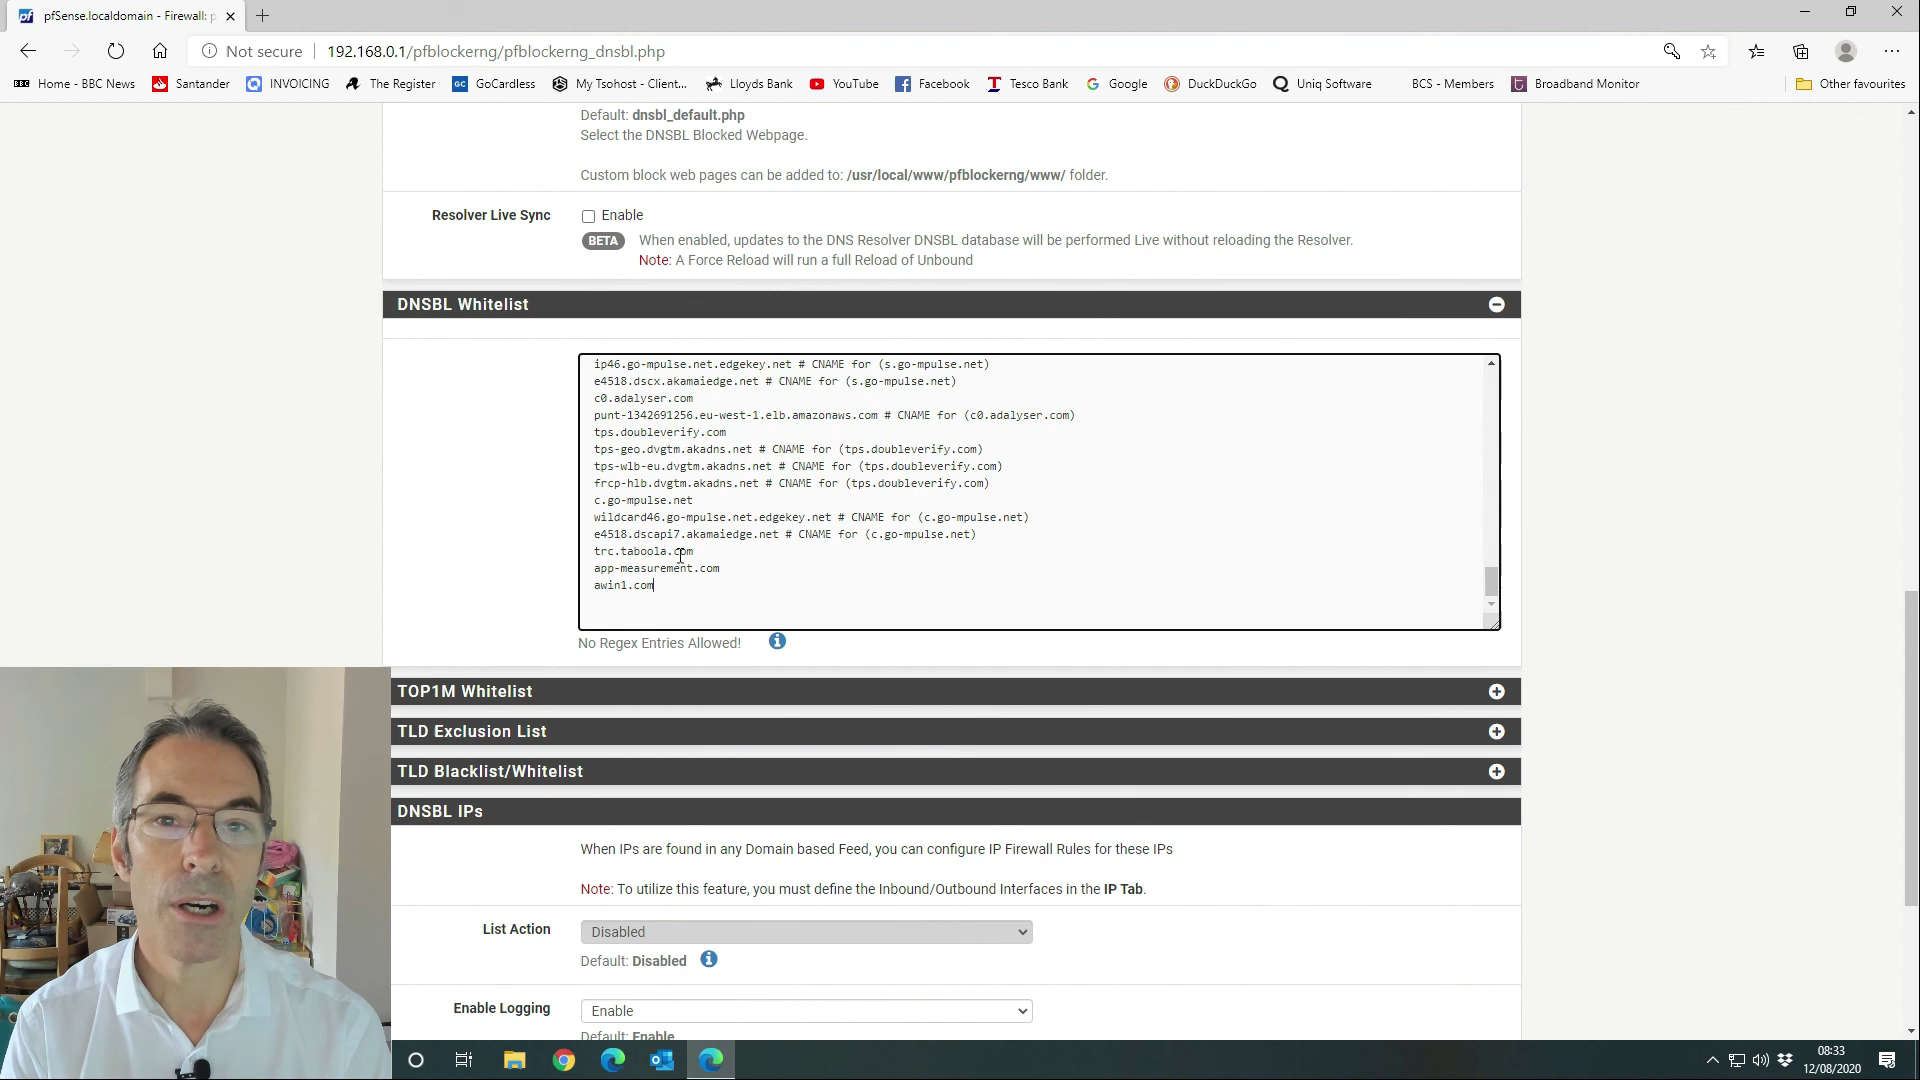 pfSense.localdomain - Firewall: p
Not secure
192.168.0.1/pfblockerng/pfblockerng_dnsbl.php
BBC Home - BBC News
Santander
INVOICING
The Register
GC GoCardless
My Tsohost - Client...
Lloyds Bank
YouTube
Facebook
Tesco Bank
Google
DuckDuckGo
Uniq Software
BCS - Members
Broadband Monitor
Other favourites
Default: dnsbl_default.php
Select the DNSBL Blocked Webpage.
Custom block web pages can be added to: /usr/local/www/pfblockerng/www/ folder.
Resolver Live Sync
Enable
BETA When enabled, updates to the DNS Resolver DNSBL database will be performed Live without reloading the Resolver.
Note: A Force Reload will run a full Reload of Unbound
DNSBL Whitelist
ip46.go-mpulse.net.edgekey.net # CNAME for (s.go-mpulse.net)
e4518.dscx.akamaiedge.net # CNAME for (s.go-mpulse.net)
c0.adalyser.com
punt-1342691256.eu-west-1.elb.amazonaws.com # CNAME for (c0.adalyser.com)
tps.doubleverify.com
tps-geo.dvgtm.akadns.net # CNAME for (tps.doubleverify.com)
tps-wlb-eu.dvgtm.akadns.net # CNAME for (tps.doubleverify.com)
frcp-hlb.dvgtm.akadns.net # CNAME for (tps.doubleverify.com)
c.go-mpulse.net
wildcard46.go-mpulse.net.edgekey.net # CNAME for (c.go-mpulse.net)
e4518.dscapi7.akamaiedge.net # CNAME for (c.go-mpulse.net)
trc.taboola.com
app-measurement.com
awin1.com
No Regex Entries Allowed!
TOP1M Whitelist
TLD Exclusion List
TLD Blacklist/Whitelist
DNSBL IPs
When IPs are found in any Domain based Feed, you can configure IP Firewall Rules for these IPs
Note: To utilize this feature, you must define the Inbound/Outbound Interfaces in the IP Tab.
List Action
Disabled
Default: Disabled
Enable Logging
Enable
Default: Enable
08:33
12/08/2020